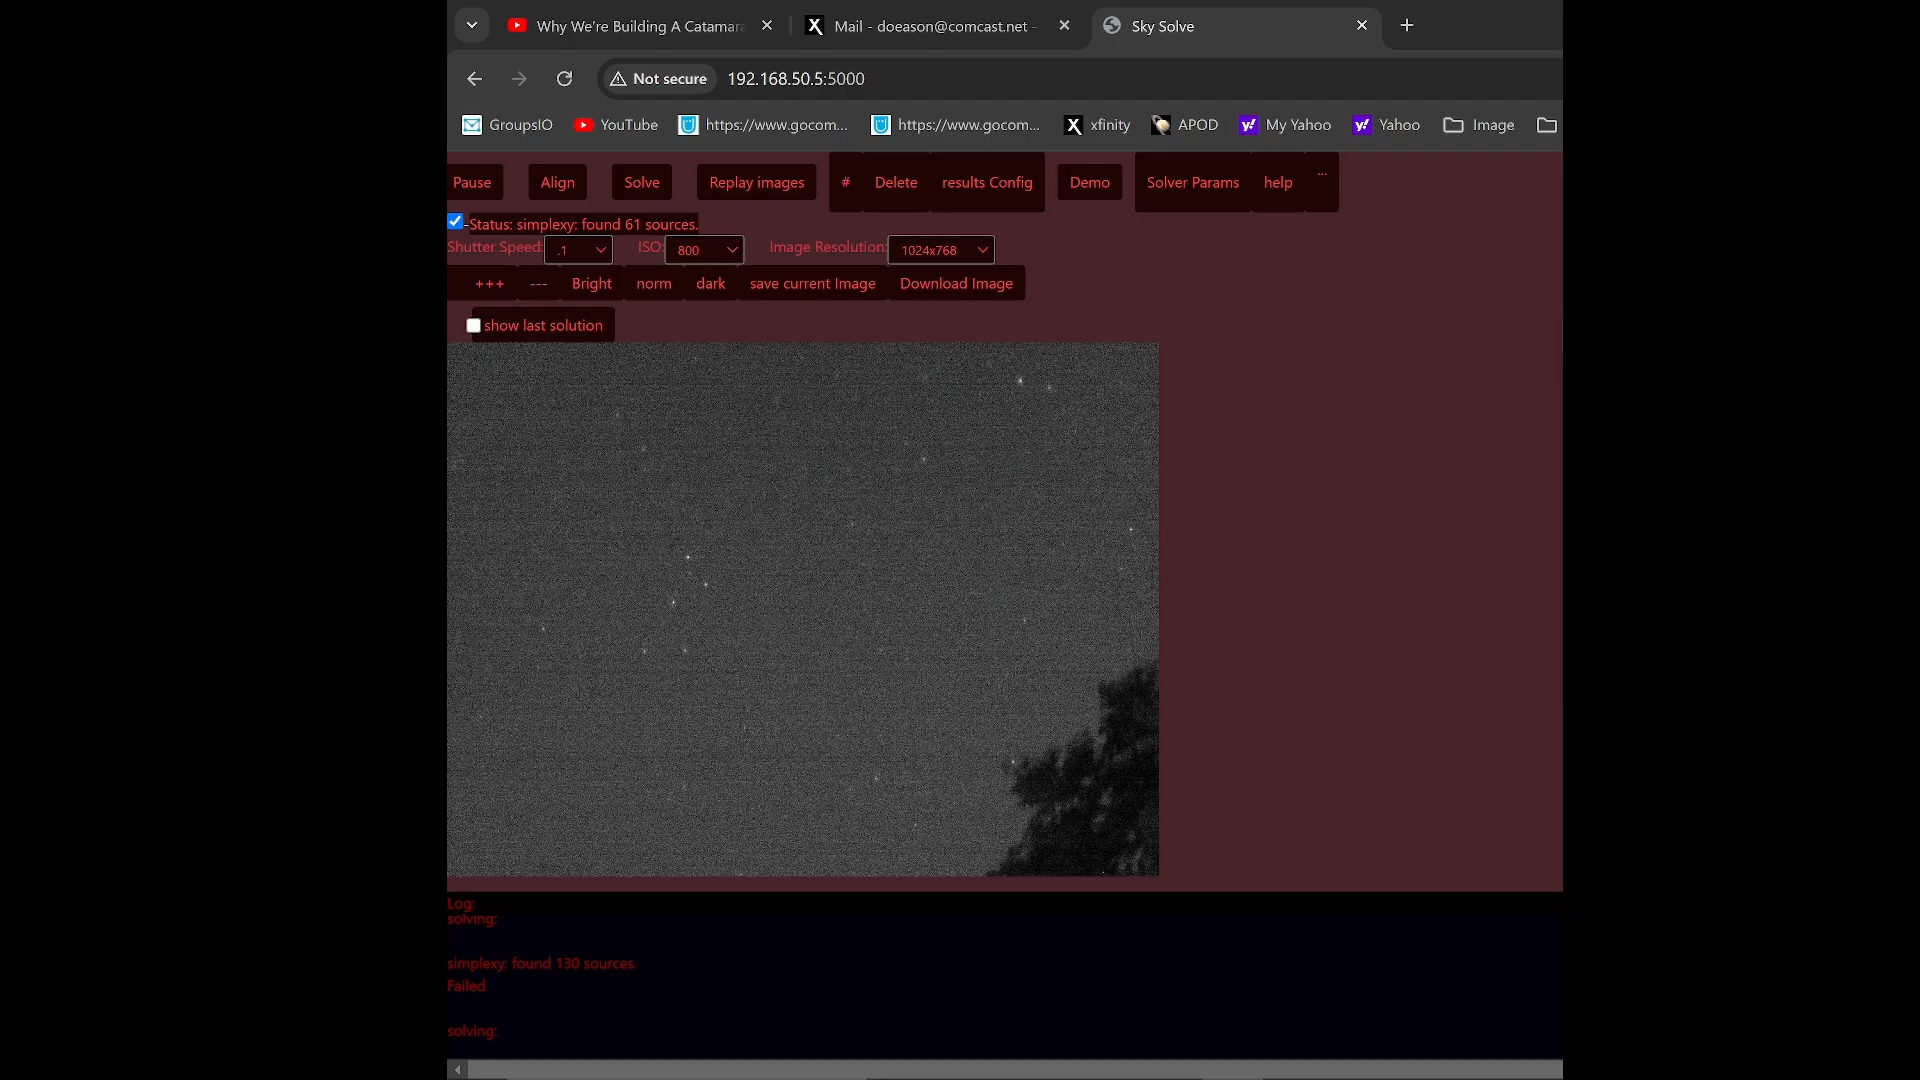 Why We're Building A Catamara
Mail - doeason@comcast.net -
Sky Solve
Not secure 192.168.50.5:5000
GroupsIO YouTube https://www.gocom... https://www.gocom... xfinity APOD My Yahoo Yahoo Image
Pause Align Solve Replay images # Delete results Config Demo Solver Params help ...
-Status: simplexy: found 61 sources.
Shutter Speed: .1 ISO: 800 Image Resolution: 1024x768
+++ --- Bright norm dark save current Image Download Image
show last solution
Log:
solving:
simplexy: found 130 sources.
Failed
solving: